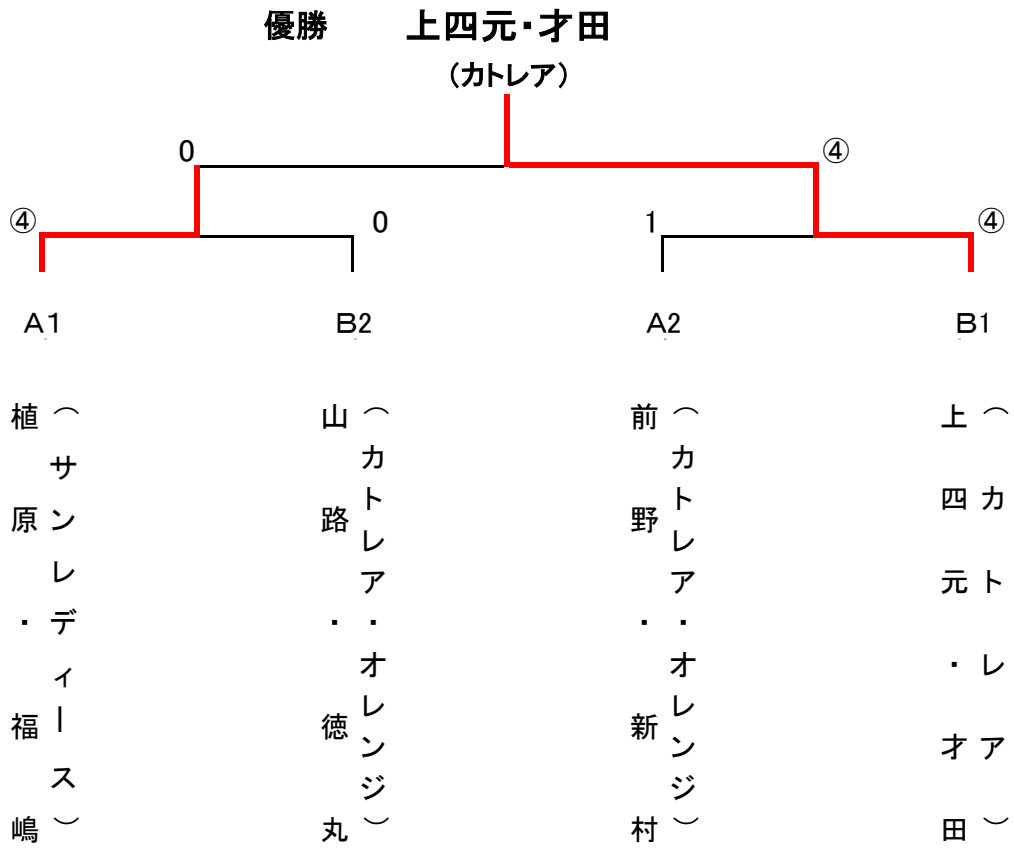 優勝 上四元・才田
（カトレア）
0 ④
④ 0 1 ④
A1 B2 A2 B1
植原・福嶋
（サンレディース）
山路・徳丸
（カトレア・オレンジ）
前野・新村
（カトレア・オレンジ）
上四元・才田
（カトレア）